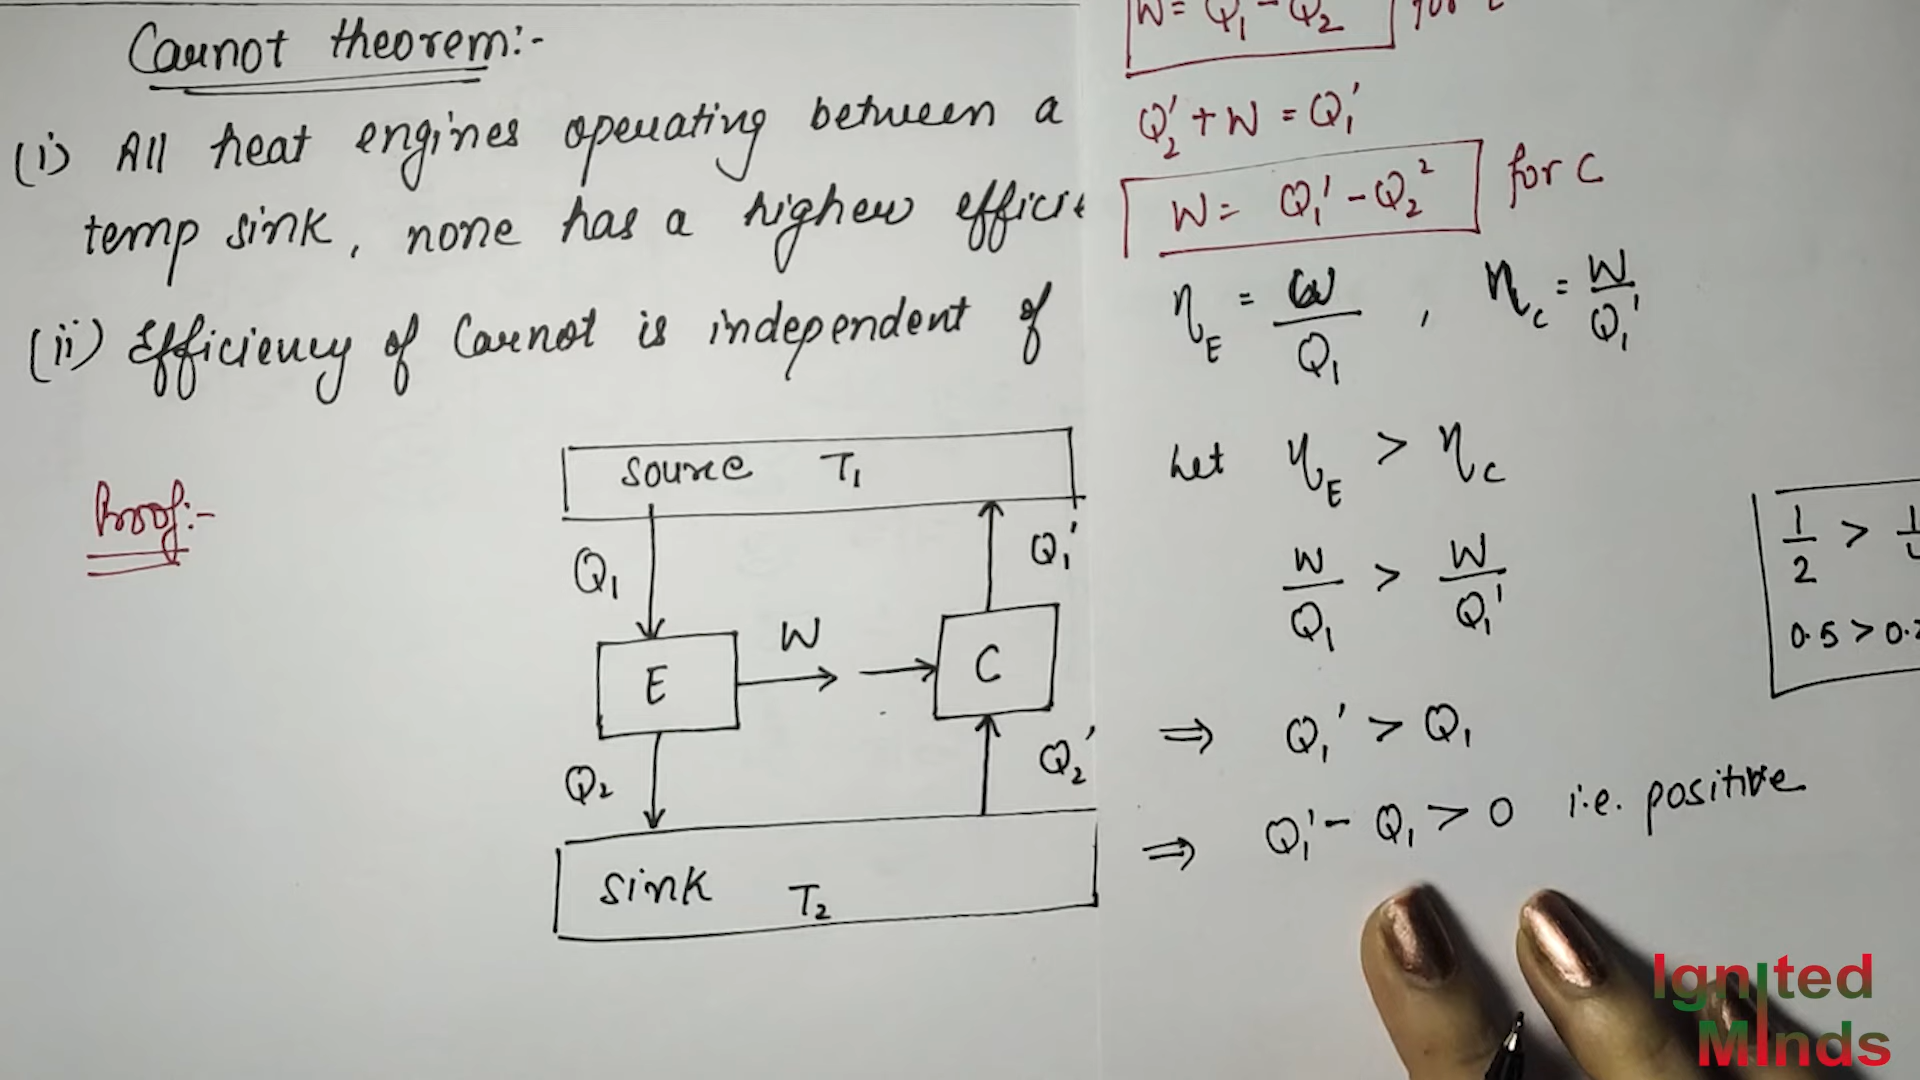 Carnot theorem:-
(i) All heat engines operating between a
temp sink, none has a higher
(ii) Efficiency of Carnot is independent of
Proof:-
Source T₁
Q₁
Q₁'
E
W
C
Q₂
Q₂'
Sink T₂
W = Q₁ - Q₂
Q₂' + W = Q₁'
W = Q₁' - Q₂² for C
η_E = W/Q₁ , η_C = W/Q₁'
Let η_E > η_C
W/Q₁ > W/Q₁'
⇒ Q₁' > Q₁
⇒ Q₁' - Q₁ > 0 i.e. positive
1/2 >
0.5 >
Ignited
Minds